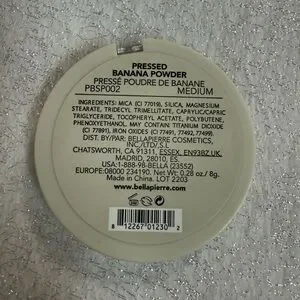 PRESSED
BANANA POWDER
PRESSÉ POUDRE DE BANANE
PBSP002 MEDIUM
INGREDIENTS: MICA (CI 77019), SILICA, MAGNESIUM
STEARATE, TRIDECYL, TRIMELLITATE, CAPRYLIC/CAPRIC
TRIGLYCERIDE, TOCOPHERYL ACETATE, POLYBUTENE,
PHENOXYETHANOL, MAY CONTAIN TITANIUM DIOXIDE
(CI 77891), IRON OXIDES (CI 77491, 77492, 77499).
DIST. BY/PAR: BELLAPIERRE COSMETICS,
INC./LTD./S.L.
CHATSWORTH, CA 91311, ESSEX, EN93BZ,UK.
MADRID, 28010, ES.
USA:1-888-98-BELLA (23552)
EUROPE:08000 234190. Net Wt 0.28 oz / 8g.
Made in China. LOT 2203
www.bellapierre.com
8 12267 01230 2